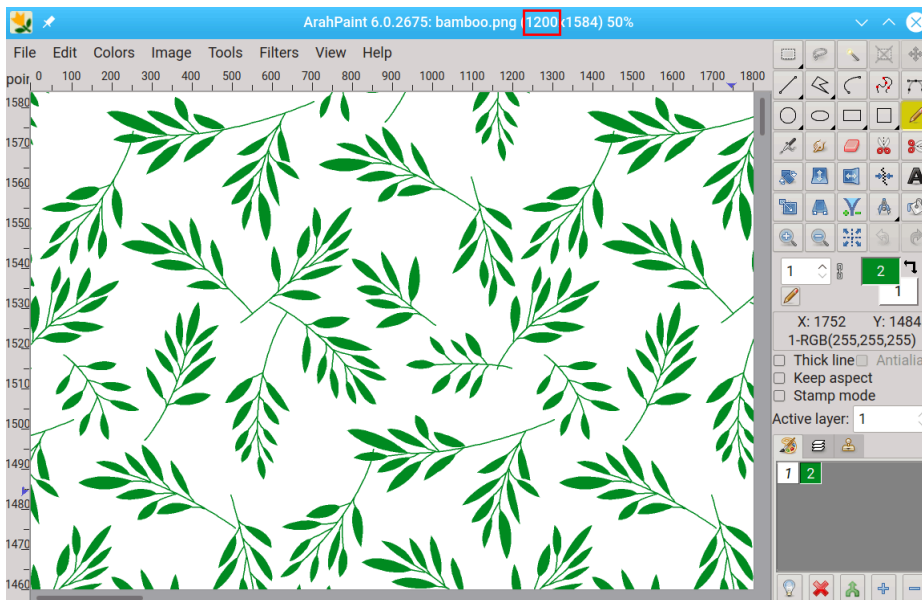 ArahPaint 6.0.2675: bamboo.png (1200x1584) 50%
File Edit Colors Image Tools Filters View Help
0 100 200 300 400 500 600 700 800 900 1000 1100 1200 1300 1400 1500 1600 1700 1800
1580
1570
1560
1550
1540
1530
1520
1510
1500
1490
1480
1470
1460
A
1
2
1
X: 1752 Y: 1484
1-RGB(255,255,255)
Thick line Antialia
Keep aspect
Stamp mode
Active layer: 1
1 2